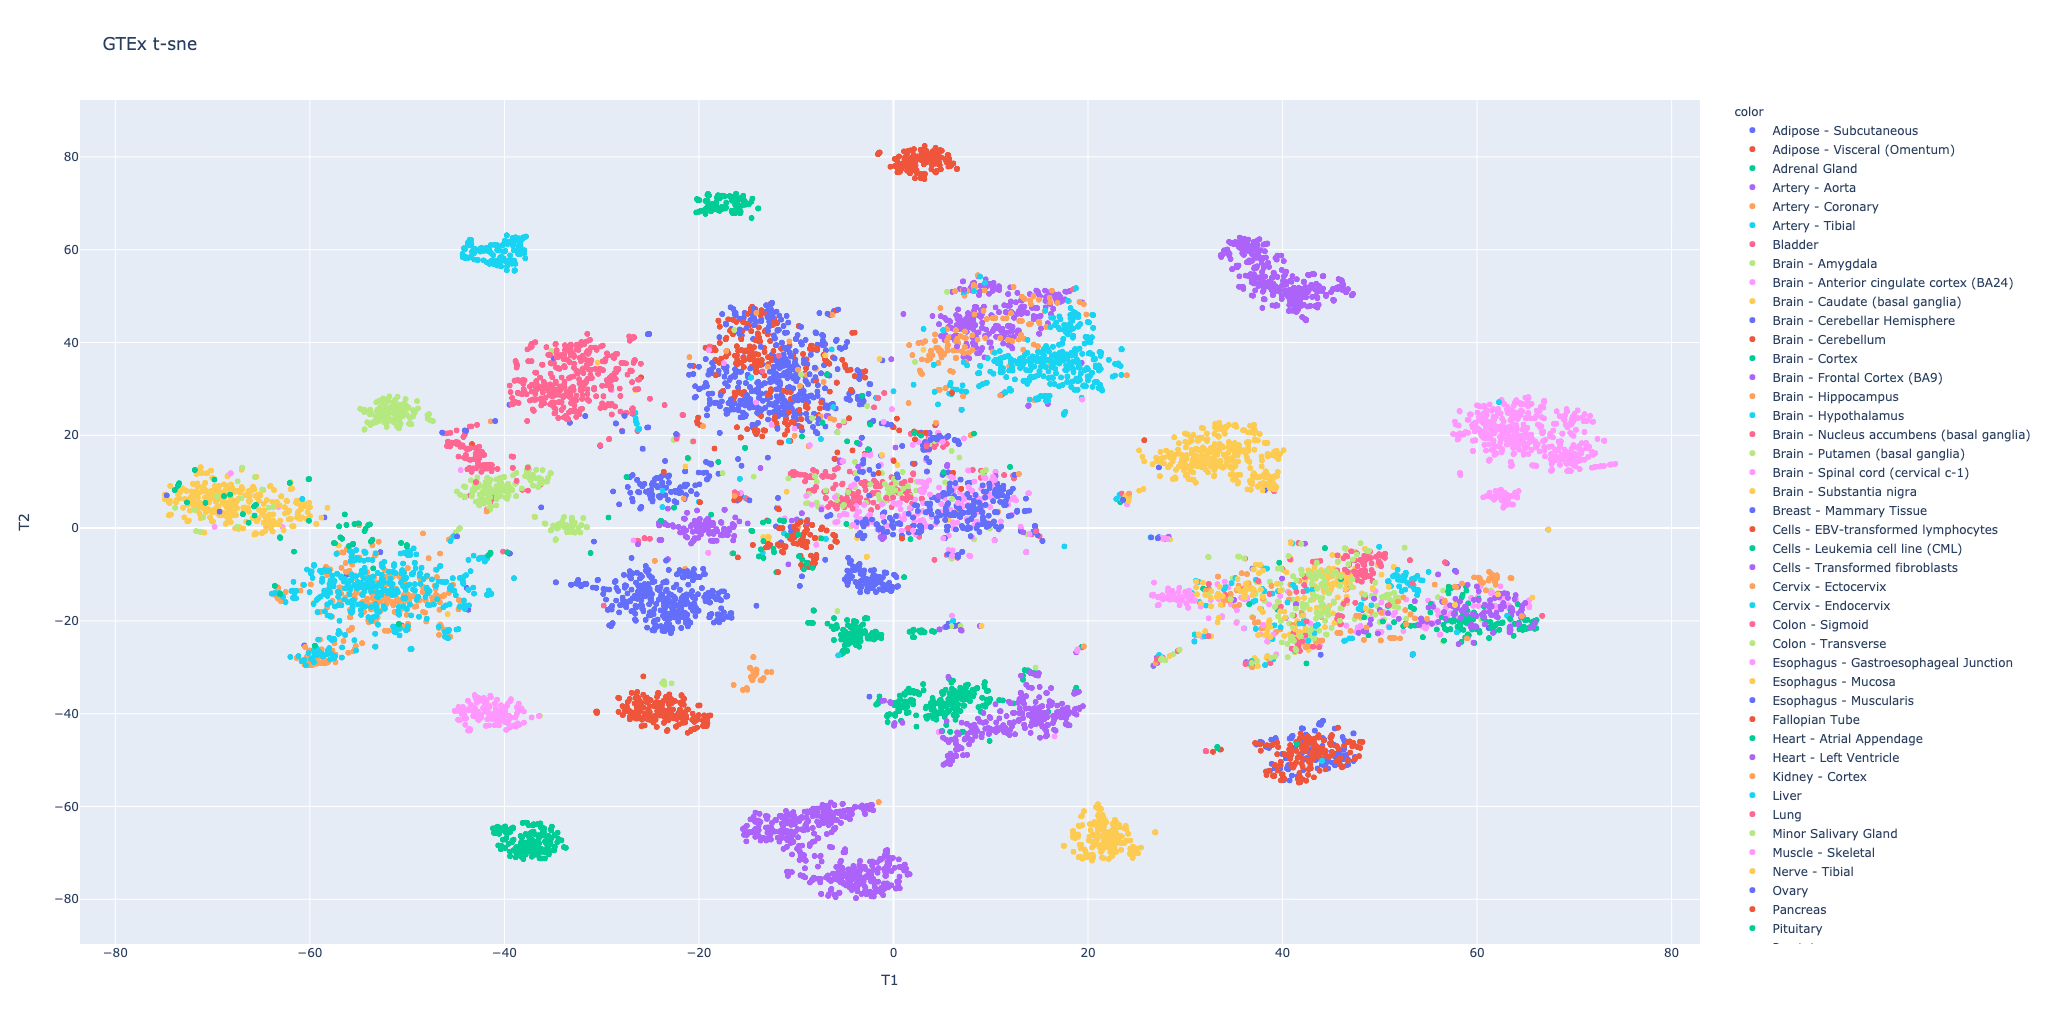 GTEx t-sne
color
Adipose - Subcutaneous
Adipose - Visceral (Omentum)
Adrenal Gland
Artery - Aorta
Artery - Coronary
Artery - Tibial
Bladder
Brain - Amygdala
Brain - Anterior cingulate cortex (BA24)
Brain - Caudate (basal ganglia)
Brain - Cerebellar Hemisphere
Brain - Cerebellum
Brain - Cortex
Brain - Frontal Cortex (BA9)
Brain - Hippocampus
Brain - Hypothalamus
Brain - Nucleus accumbens (basal ganglia)
Brain - Putamen (basal ganglia)
Brain - Spinal cord (cervical c-1)
Brain - Substantia nigra
Breast - Mammary Tissue
Cells - EBV-transformed lymphocytes
Cells - Leukemia cell line (CML)
Cells - Transformed fibroblasts
Cervix - Ectocervix
Cervix - Endocervix
Colon - Sigmoid
Colon - Transverse
Esophagus - Gastroesophageal Junction
Esophagus - Mucosa
Esophagus - Muscularis
Fallopian Tube
Heart - Atrial Appendage
Heart - Left Ventricle
Kidney - Cortex
Liver
Lung
Minor Salivary Gland
Muscle - Skeletal
Nerve - Tibial
Ovary
Pancreas
Pituitary
80
60
40
20
0
−20
−40
−60
−80
T2
−80 −60 −40 −20 0 20 40 60 80
T1